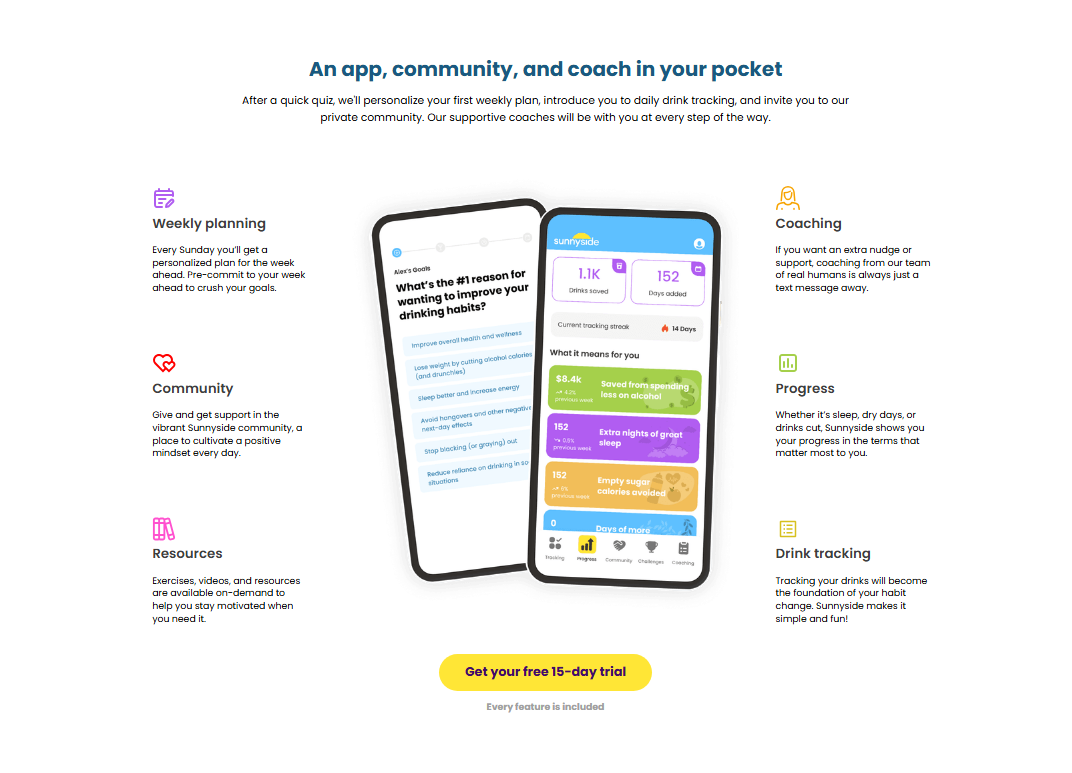 An app, community, and coach in your pocket
After a quick quiz, we'll personalize your first weekly plan, introduce you to daily drink tracking, and invite you to our
private community. Our supportive coaches will be with you at every step of the way.
Weekly planning
Every Sunday you'll get a
personalized plan for the week
ahead. Pre-commit to your week
ahead to crush your goals.
Community
Give and get support in the
vibrant Sunnyside community, a
place to cultivate a positive
mindset every day.
Resources
Exercises, videos, and resources
are available on-demand to
help you stay motivated when
you need it.
Alex's Goals
What's the #1 reason for
wanting to improve your
drinking habits?
Improve overall health and wellness
Lose weight by cutting alcohol calories
(and drunchies)
Sleep better and increase energy
Avoid hangovers and other negative
next-day effects
Stop blacking (or graying) out
Reduce reliance on drinking in so
situations
sunnyside
1.1K
Drinks saved
152
Days added
Current tracking streak
14 Days
What it means for you
$8.4k
4.2%
previous week
Saved from spending
less on alcohol
152
0.5%
previous week
Extra nights of great
sleep
152
6%
previous week
Empty sugar
calories avoided
0
Days of more
Tracking
Progress
Community
Challenges
Coaching
Coaching
If you want an extra nudge or
support, coaching from our team
of real humans is always just a
text message away.
Progress
Whether it's sleep, dry days, or
drinks cut, Sunnyside shows you
your progress in the terms that
matter most to you.
Drink tracking
Tracking your drinks will become
the foundation of your habit
change. Sunnyside makes it
simple and fun!
Get your free 15-day trial
Every feature is included